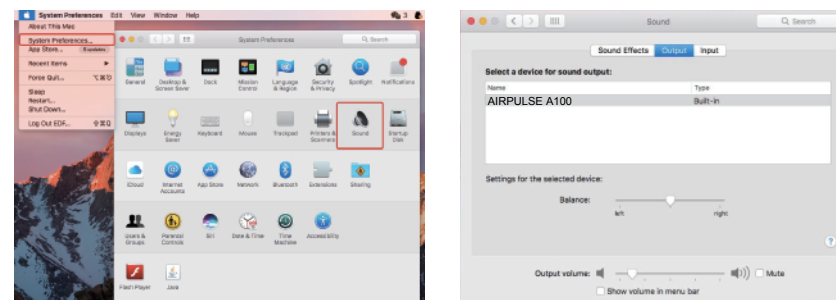 System Preferences Edit View Window Help 3
About This Mac
System Preferences...
App Store... 5 updates
Recent Items
Force Quit...
Sleep
Restart...
Shut Down...
Log Out EDF...
System Preferences
Search
General
Desktop &
Screen Saver
Dock
Mission
Control
Language
& Region
Security
& Privacy
Spotlight
Notifications
Displays
Energy
Saver
Keyboard
Mouse
Trackpad
Printers &
Scanners
Sound
Startup
Disk
iCloud
Internet
Accounts
App Store
Network
Bluetooth
Extensions
Sharing
Users &
Groups
Parental
Controls
Siri
Date & Time
Time
Machine
Accessibility
Flash Player
Java
Sound
Search
Sound Effects Output Input
Select a device for sound output:
Name Type
AIRPULSE A100 Built-in
Settings for the selected device:
Balance:
left right
?
Output volume: Mute
Show volume in menu bar